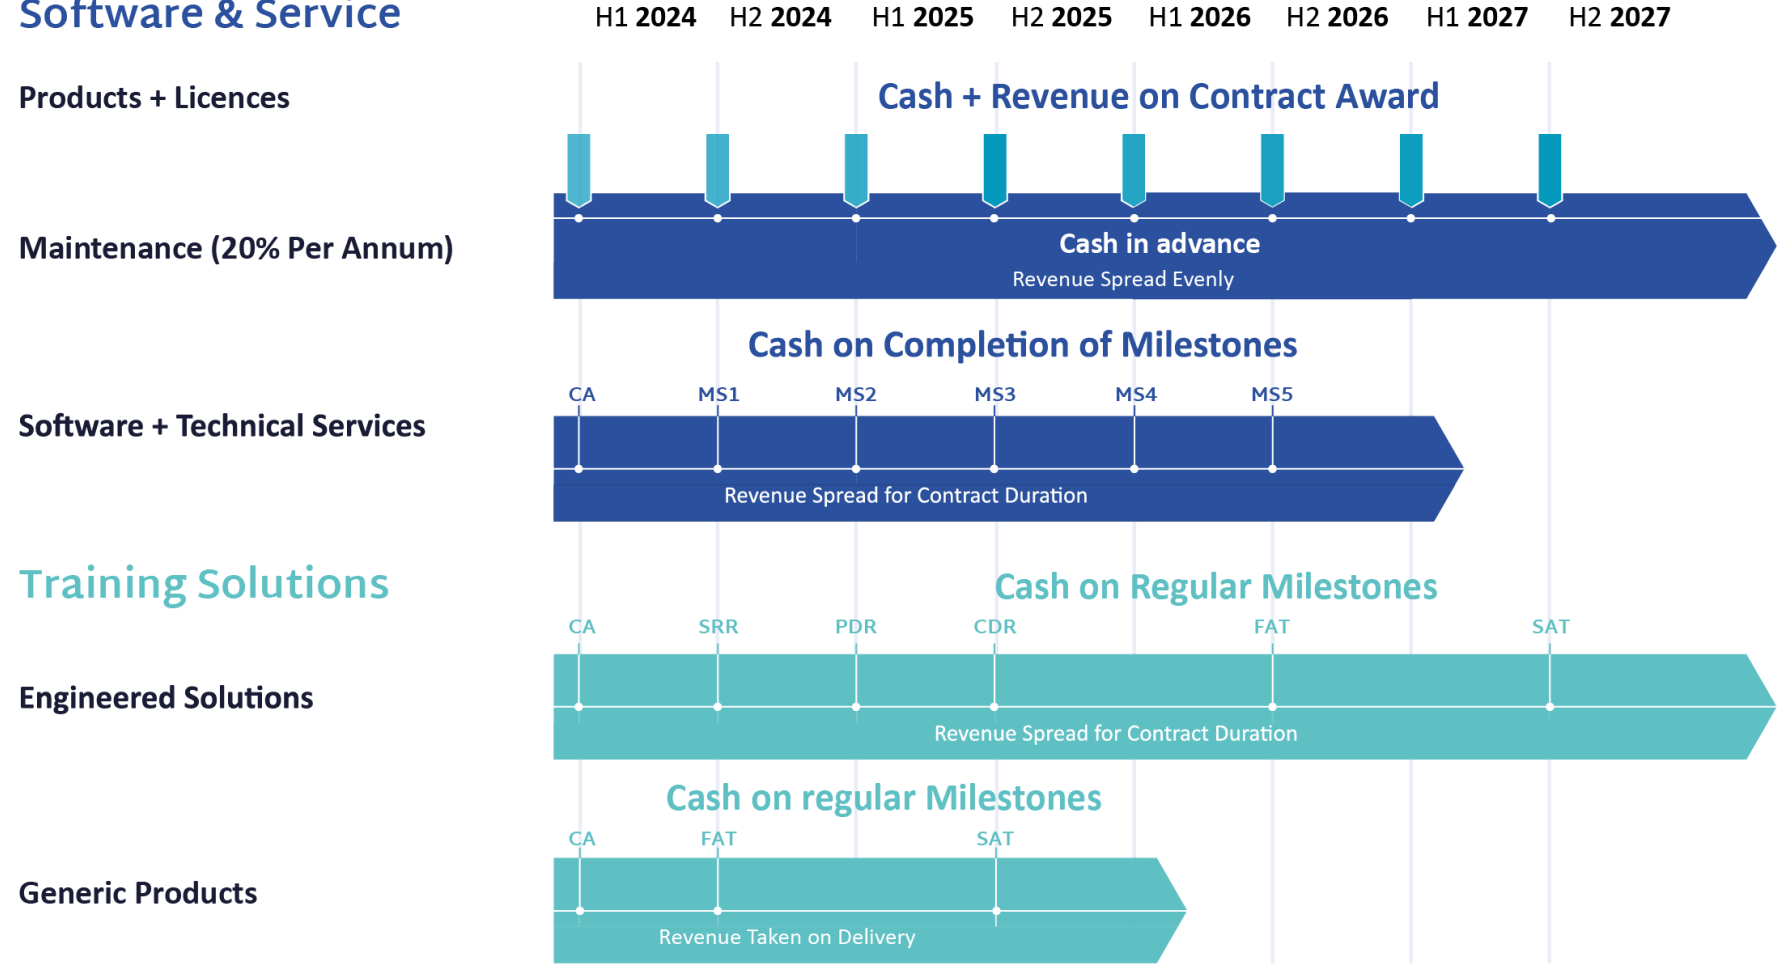 Software & Service
H1 2024 H2 2024 H1 2025 H2 2025 H1 2026 H2 2026 H1 2027 H2 2027
Products + Licences
Cash + Revenue on Contract Award
Maintenance (20% Per Annum)
Cash in advance
Revenue Spread Evenly
Cash on Completion of Milestones
CA MS1 MS2 MS3 MS4 MS5
Software + Technical Services
Revenue Spread for Contract Duration
Training Solutions
Cash on Regular Milestones
CA SRR PDR CDR FAT SAT
Engineered Solutions
Revenue Spread for Contract Duration
Cash on regular Milestones
CA FAT SAT
Generic Products
Revenue Taken on Delivery